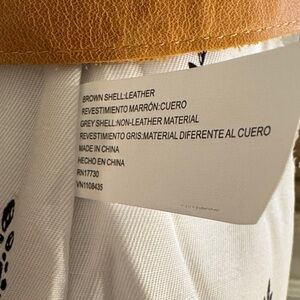 BROWN SHELL:LEATHER
REVESTIMIENTO MARRÓN:CUERO
GREY SHELL:NON-LEATHER MATERIAL
REVESTIMIENTO GRIS:MATERIAL DIFERENTE AL CUERO
MADE IN CHINA
HECHO EN CHINA
RN17730
VN1108435